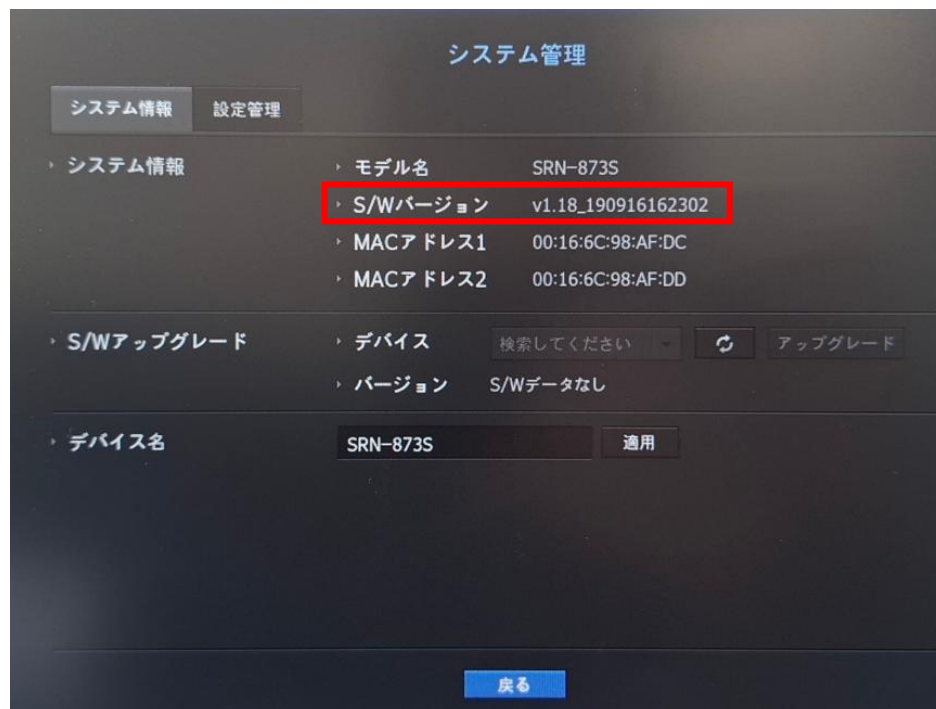 システム管理
システム情報 設定管理
システム情報 モデル名 SRN-873S
S/Wバージョン v1.18_190916162302
MACアドレス1 00:16:6C:98:AF:DC
MACアドレス2 00:16:6C:98:AF:DD
S/Wアップグレード デバイス 検索してください アップグレード
バージョン S/Wデータなし
デバイス名 SRN-873S 適用
戻る